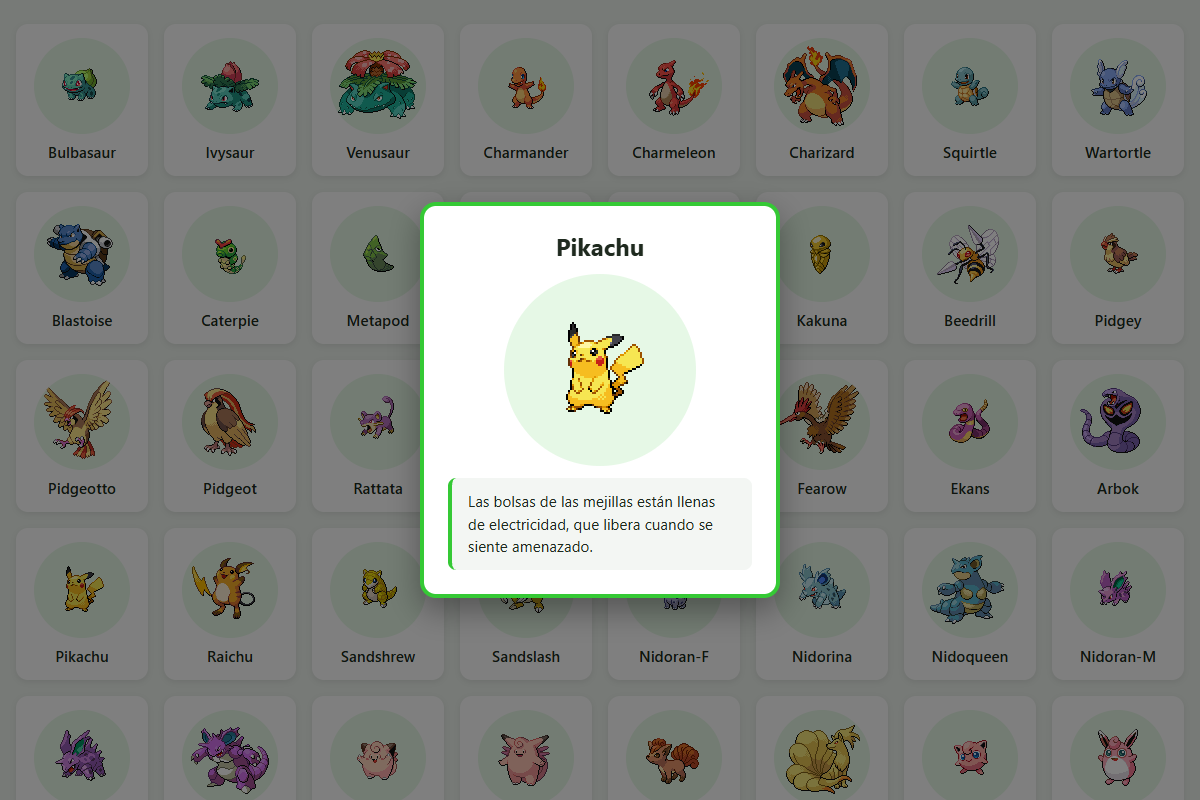 Bulbasaur
Ivysaur
Venusaur
Charmander
Charmeleon
Charizard
Squirtle
Wartortle
Blastoise
Caterpie
Metapod
Kakuna
Beedrill
Pidgey
Pidgeotto
Pidgeot
Rattata
Fearow
Ekans
Arbok
Pikachu
Las bolsas de las mejillas están llenas
de electricidad, que libera cuando se
siente amenazado.
Pikachu
Raichu
Sandshrew
Sandslash
Nidoran-F
Nidorina
Nidoqueen
Nidoran-M